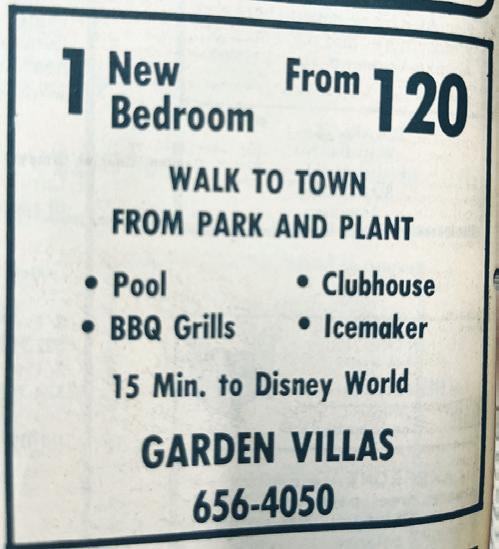 1 New Bedroom From 120
WALK TO TOWN
FROM PARK AND PLANT
• Pool • Clubhouse
• BBQ Grills • Icemaker
15 Min. to Disney World
GARDEN VILLAS
656-4050